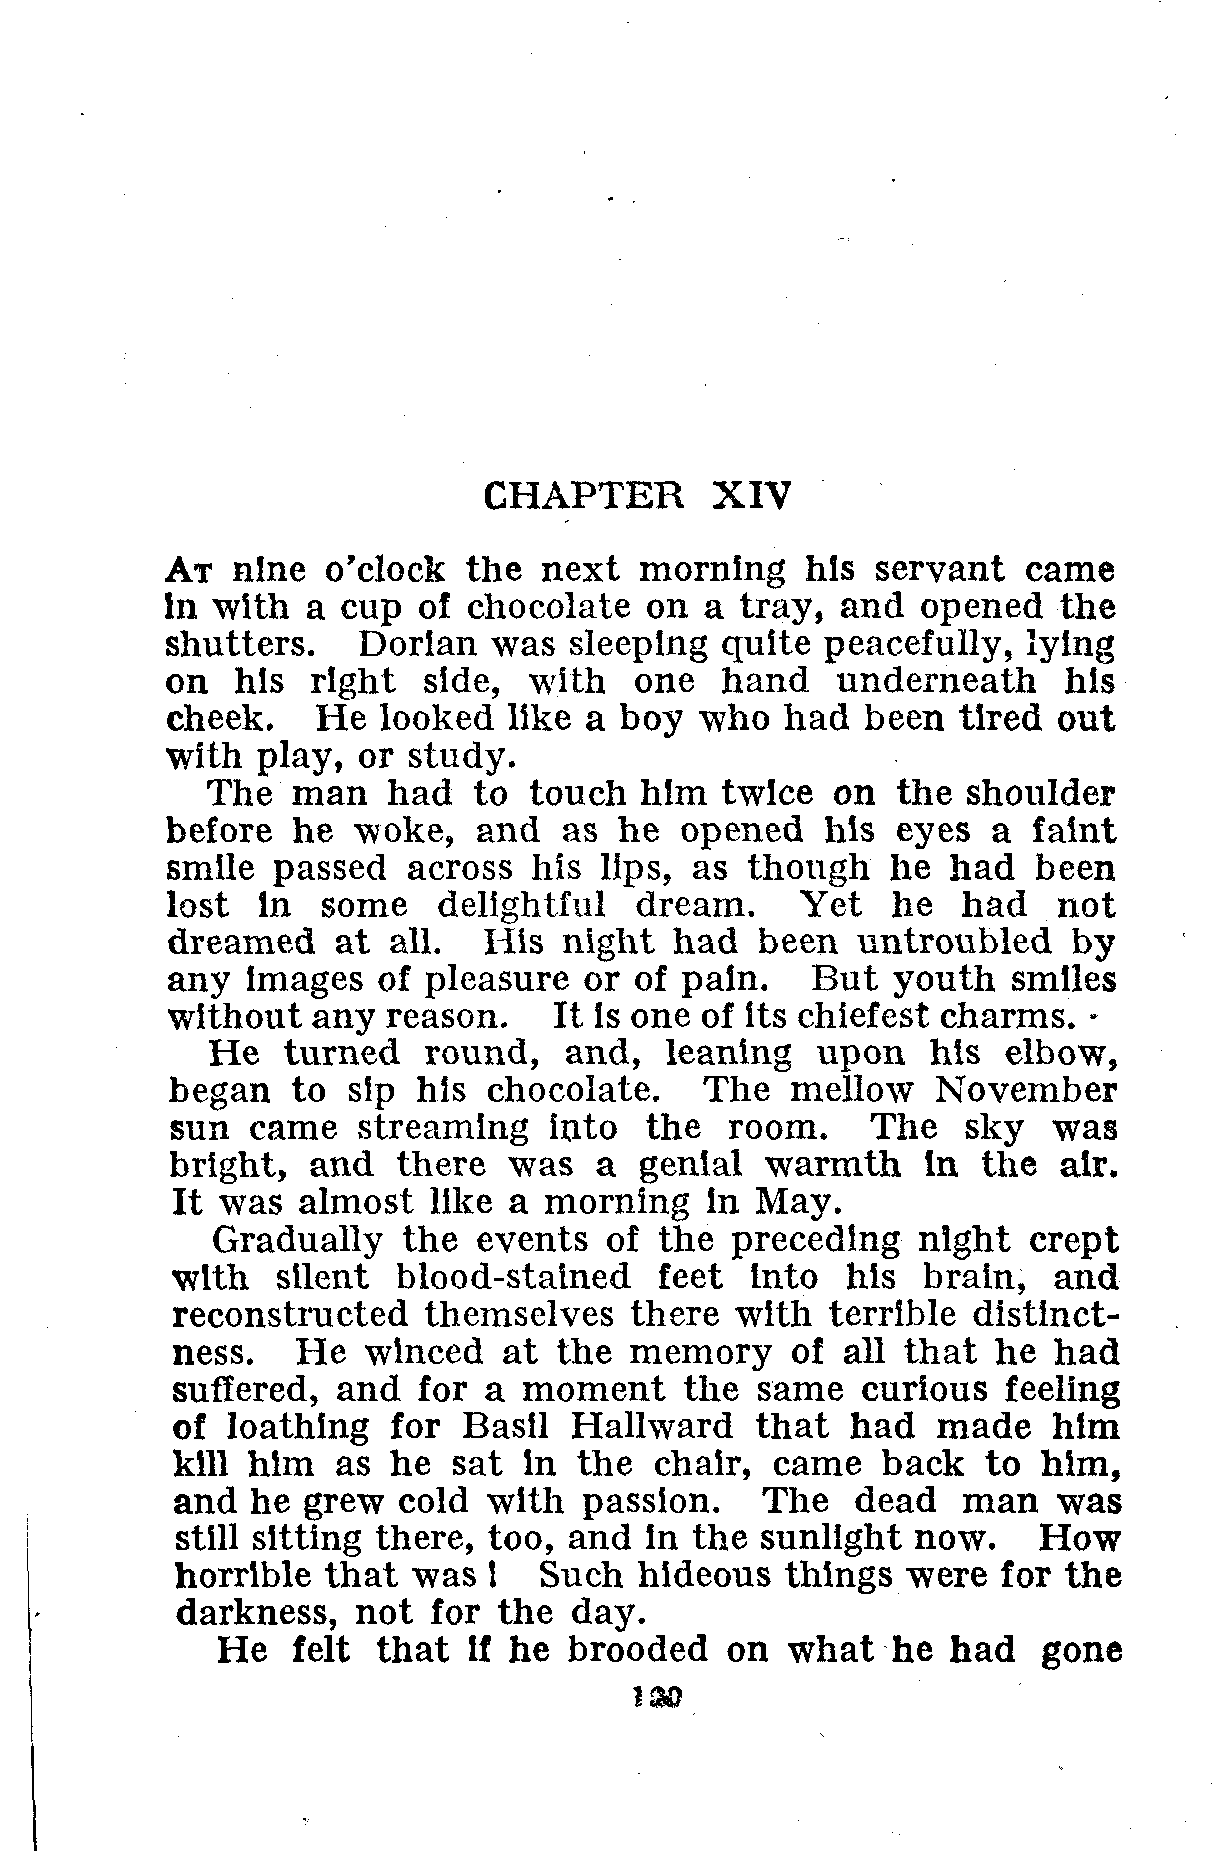 CHAPTER XIV
AT nine o'clock the next morning his servant came
in with a cup of chocolate on a tray, and opened the
shutters. Dorian was sleeping quite peacefully, lying
on his right side, with one hand underneath his
cheek. He looked like a boy who had been tired out
with play, or study.
The man had to touch him twice on the shoulder
before he woke, and as he opened his eyes a faint
smile passed across his lips, as though he had been
lost in some delightful dream. Yet he had not
dreamed at all. His night had been untroubled by
any images of pleasure or of pain. But youth smiles
without any reason. It is one of its chiefest charms.
He turned round, and, leaning upon his elbow,
began to sip his chocolate. The mellow November
sun came streaming into the room. The sky was
bright, and there was a genial warmth in the air.
It was almost like a morning in May.
Gradually the events of the preceding night crept
with silent blood-stained feet into his brain, and
reconstructed themselves there with terrible distinct-
ness. He winced at the memory of all that he had
suffered, and for a moment the same curious feeling
of loathing for Basil Hallward that had made him
kill him as he sat in the chair, came back to him,
and he grew cold with passion. The dead man was
still sitting there, too, and in the sunlight now. How
horrible that was! Such hideous things were for the
darkness, not for the day.
He felt that if he brooded on what he had gone